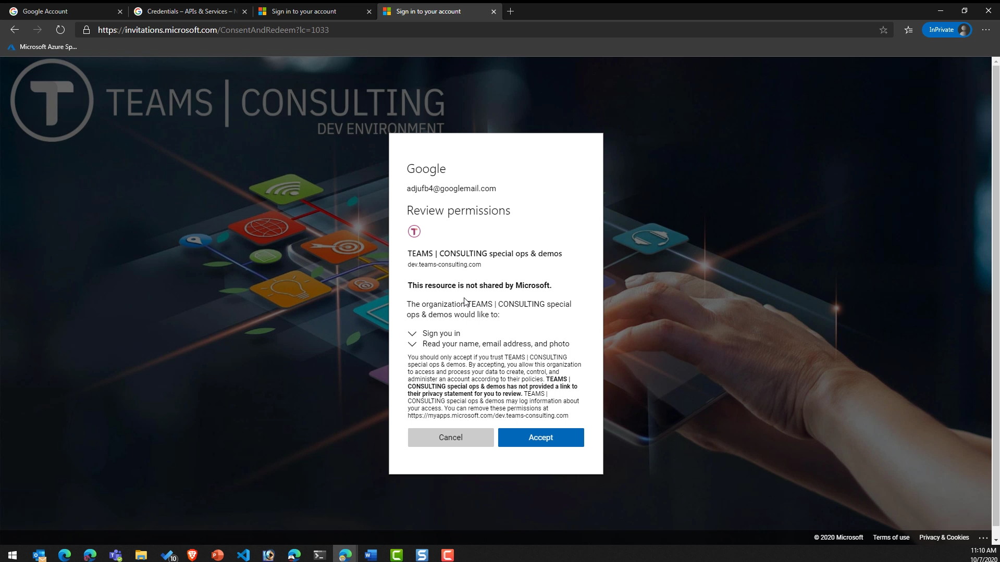 Google Account
Credentials – APIs & Services – N
Sign in to your account
Sign in to your account
https://invitations.microsoft.com/ConsentAndRedeem?lc=1033
InPrivate
Microsoft Azure Sp...
T TEAMS | CONSULTING
DEV ENVIRONMENT
Google
adjufb4@googlemail.com
Review permissions
T
TEAMS | CONSULTING special ops & demos
dev.teams-consulting.com
This resource is not shared by Microsoft.
The organization TEAMS | CONSULTING special
ops & demos would like to:
Sign you in
Read your name, email address, and photo
You should only accept if you trust TEAMS | CONSULTING
special ops & demos. By accepting, you allow this organization
to access and process your data to create, control, and
administer an account according to their policies. TEAMS |
CONSULTING special ops & demos has not provided a link to
their privacy statement for you to review. TEAMS |
CONSULTING special ops & demos may log information about
your access. You can remove these permissions at
https://myapps.microsoft.com/dev.teams-consulting.com
Cancel
Accept
© 2020 Microsoft Terms of use Privacy & Cookies ...
10
11:10 AM
10/7/2020